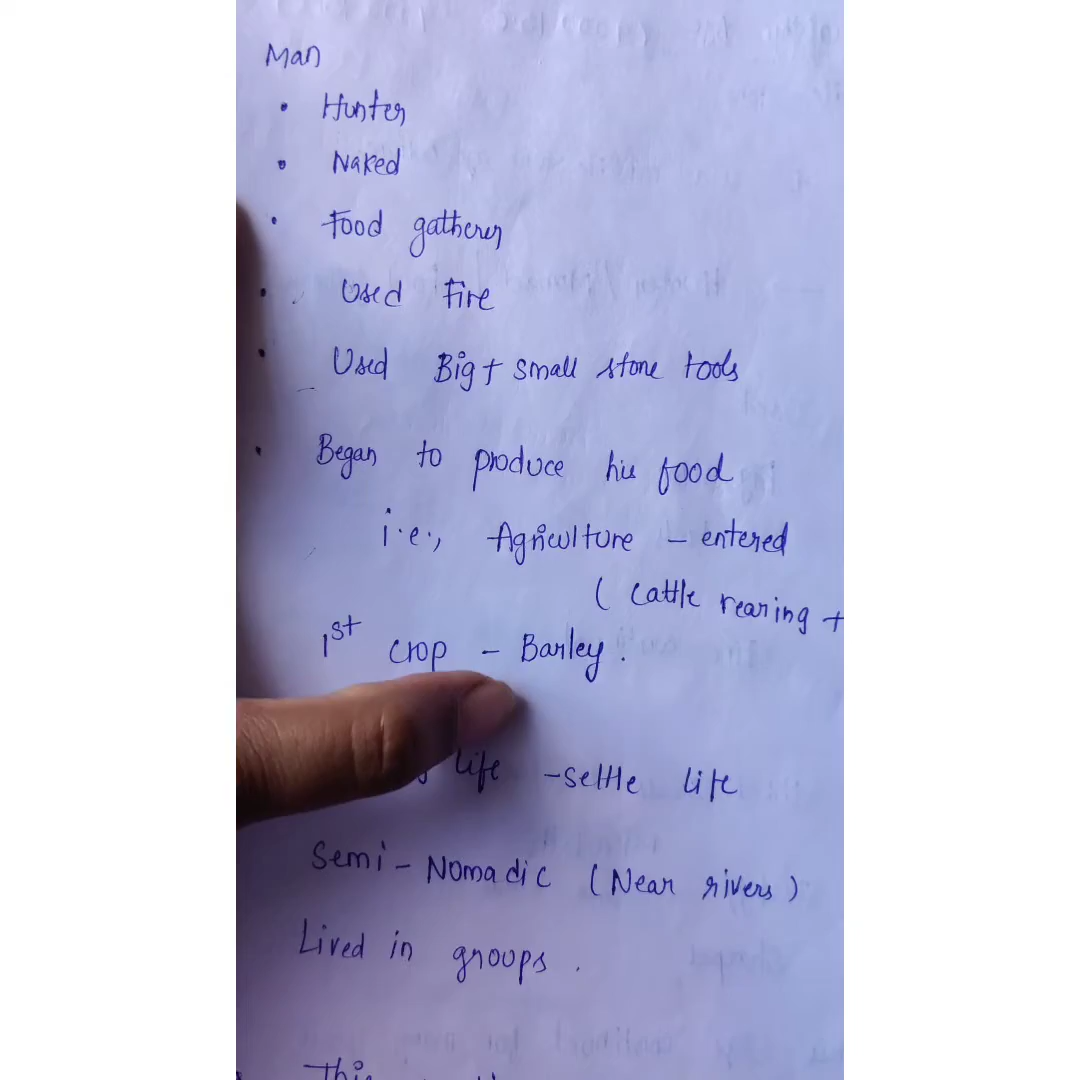 Man
• Hunter
• Naked
• Food gatherer
• Used Fire
• Used Big + small stone tools
• Began to produce his food
i.e., Agriculture – entered
( Cattle rearing +
1st crop – Barley.
life – settle life
Semi – Nomadic (Near rivers)
Lived in groups.
This